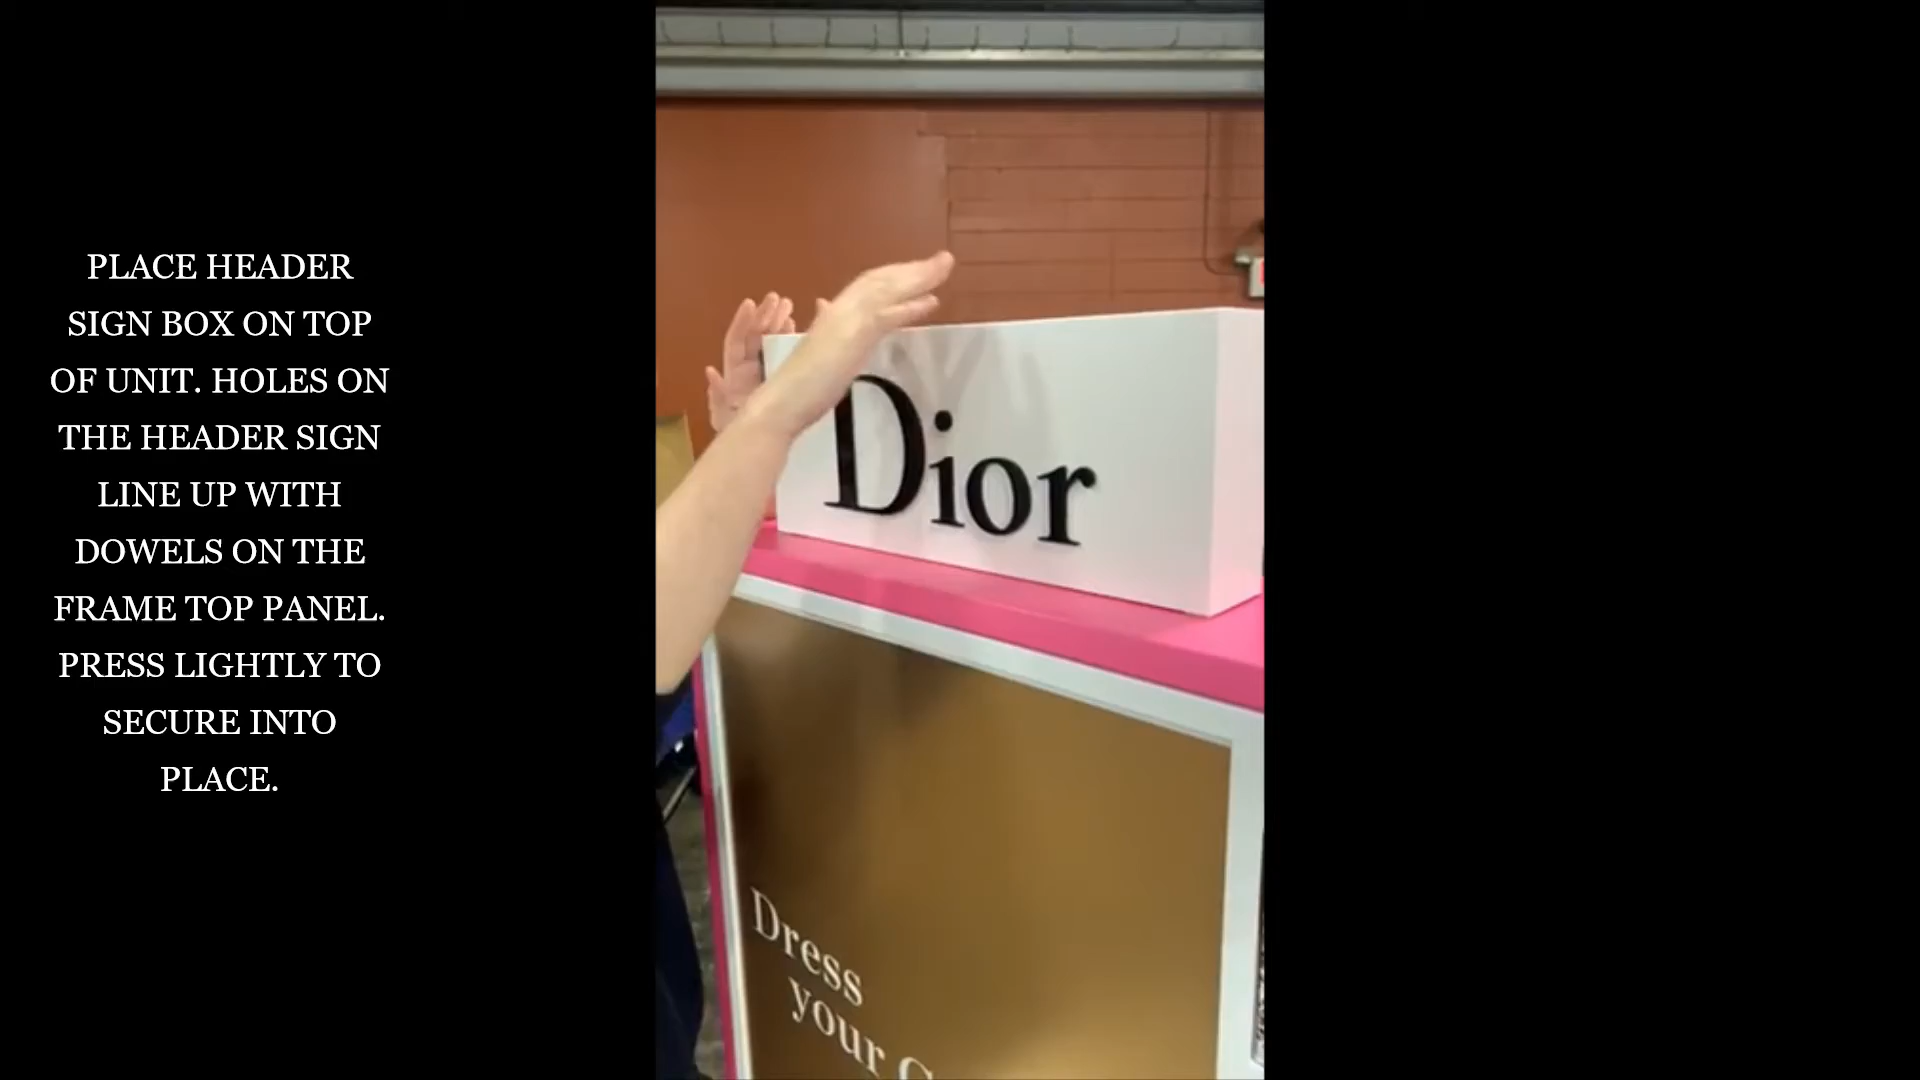 PLACE HEADER
SIGN BOX ON TOP
OF UNIT. HOLES ON
THE HEADER SIGN
LINE UP WITH
DOWELS ON THE
FRAME TOP PANEL.
PRESS LIGHTLY TO
SECURE INTO
PLACE.
Dior
Dress
your